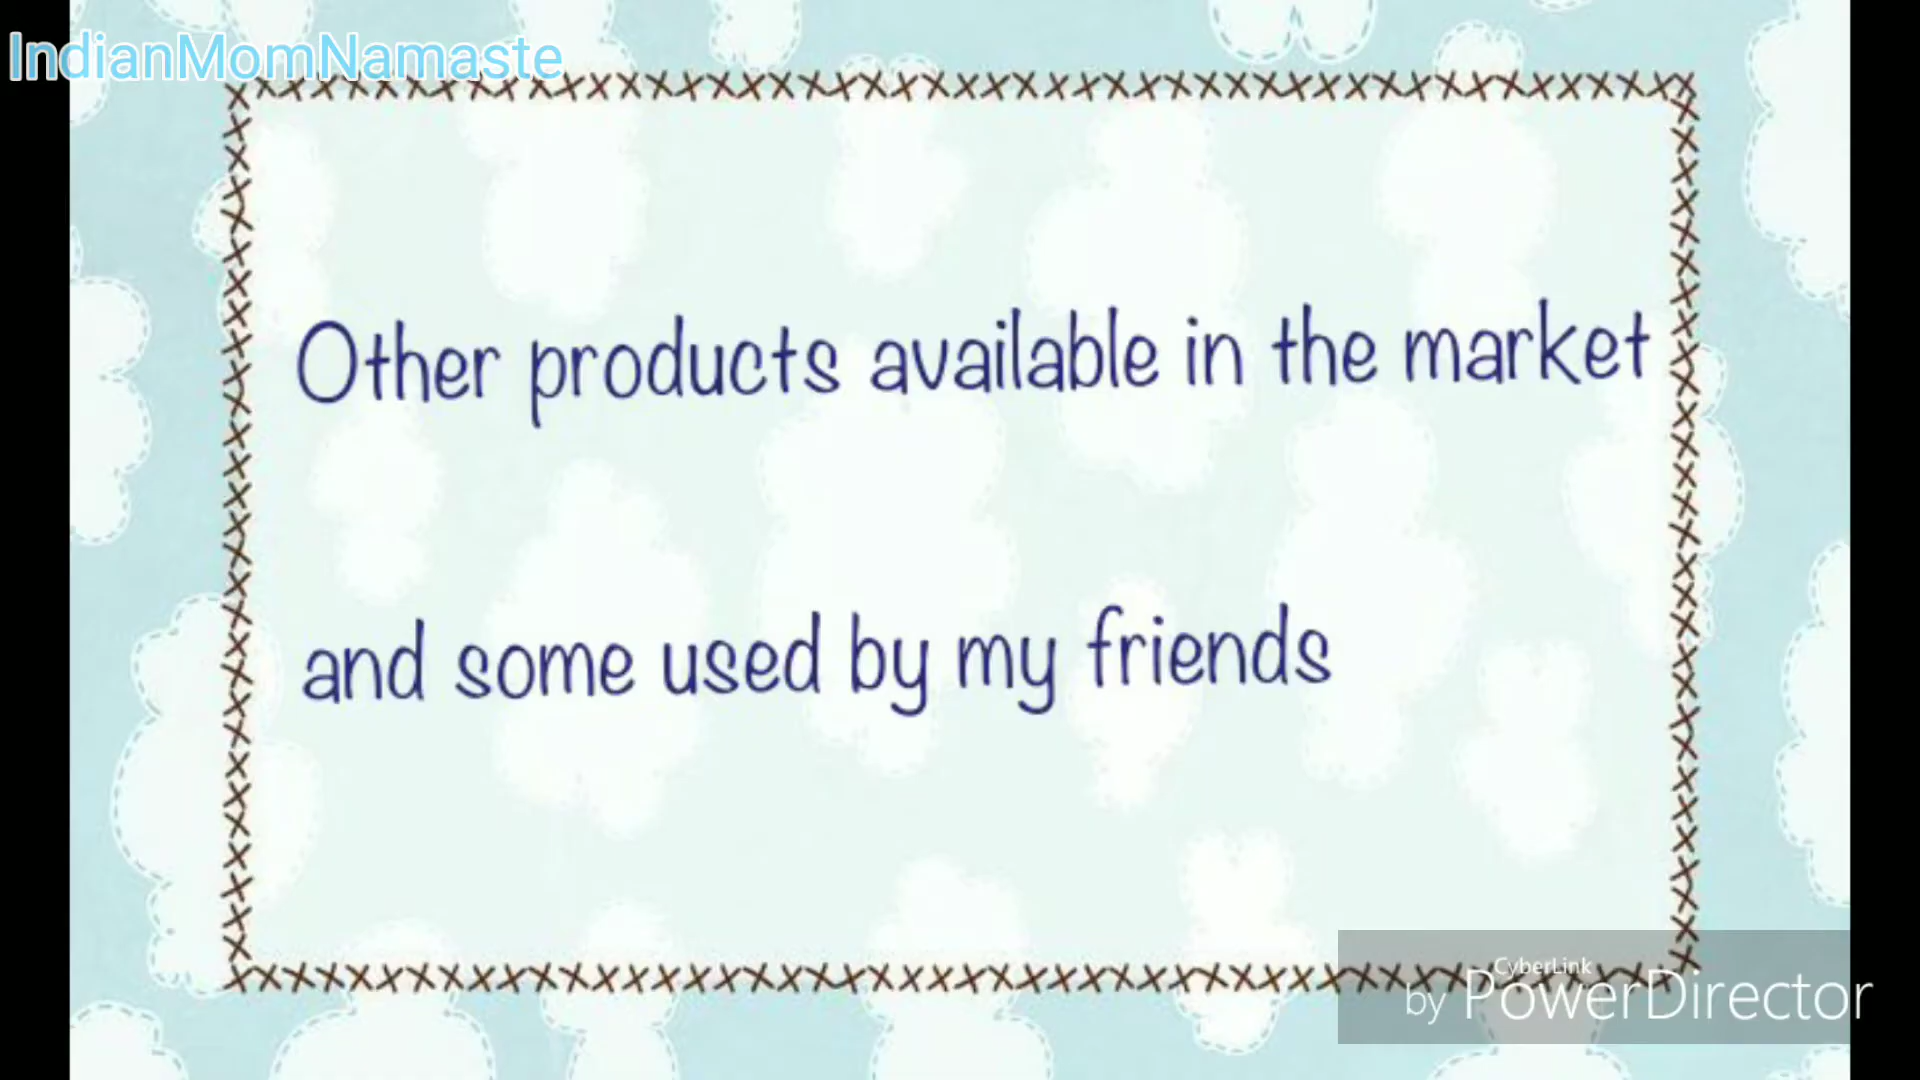 IndianMomNamaste
Other products available in the market
and some used by my friends
CyberLink
by PowerDirector